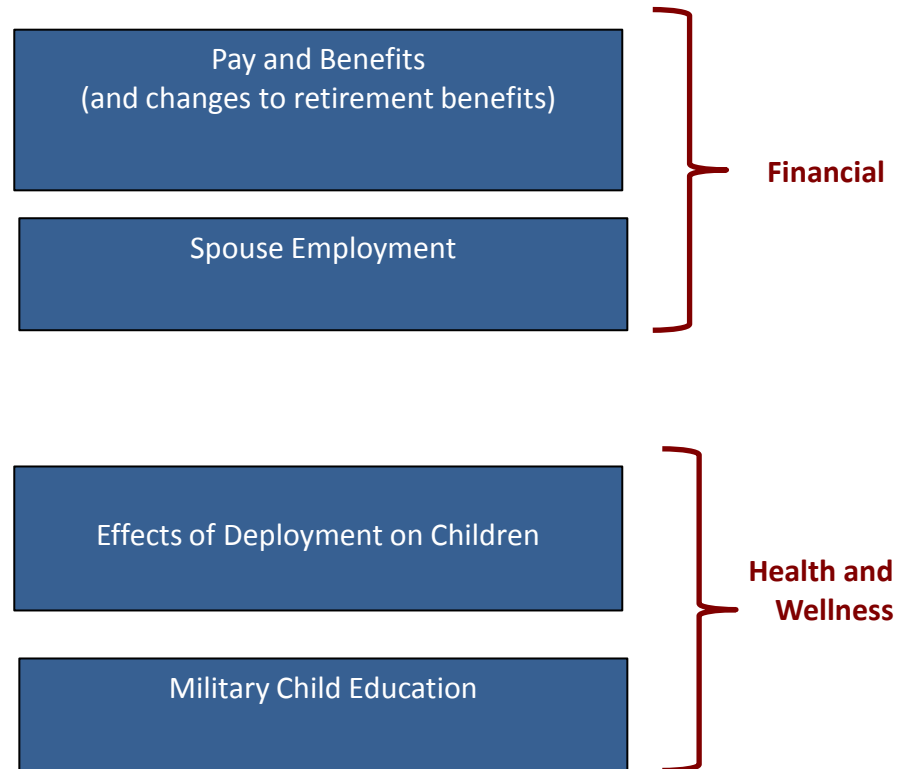 Pay and Benefits
(and changes to retirement benefits)
Financial
Spouse Employment
Effects of Deployment on Children
Health and
Wellness
Military Child Education